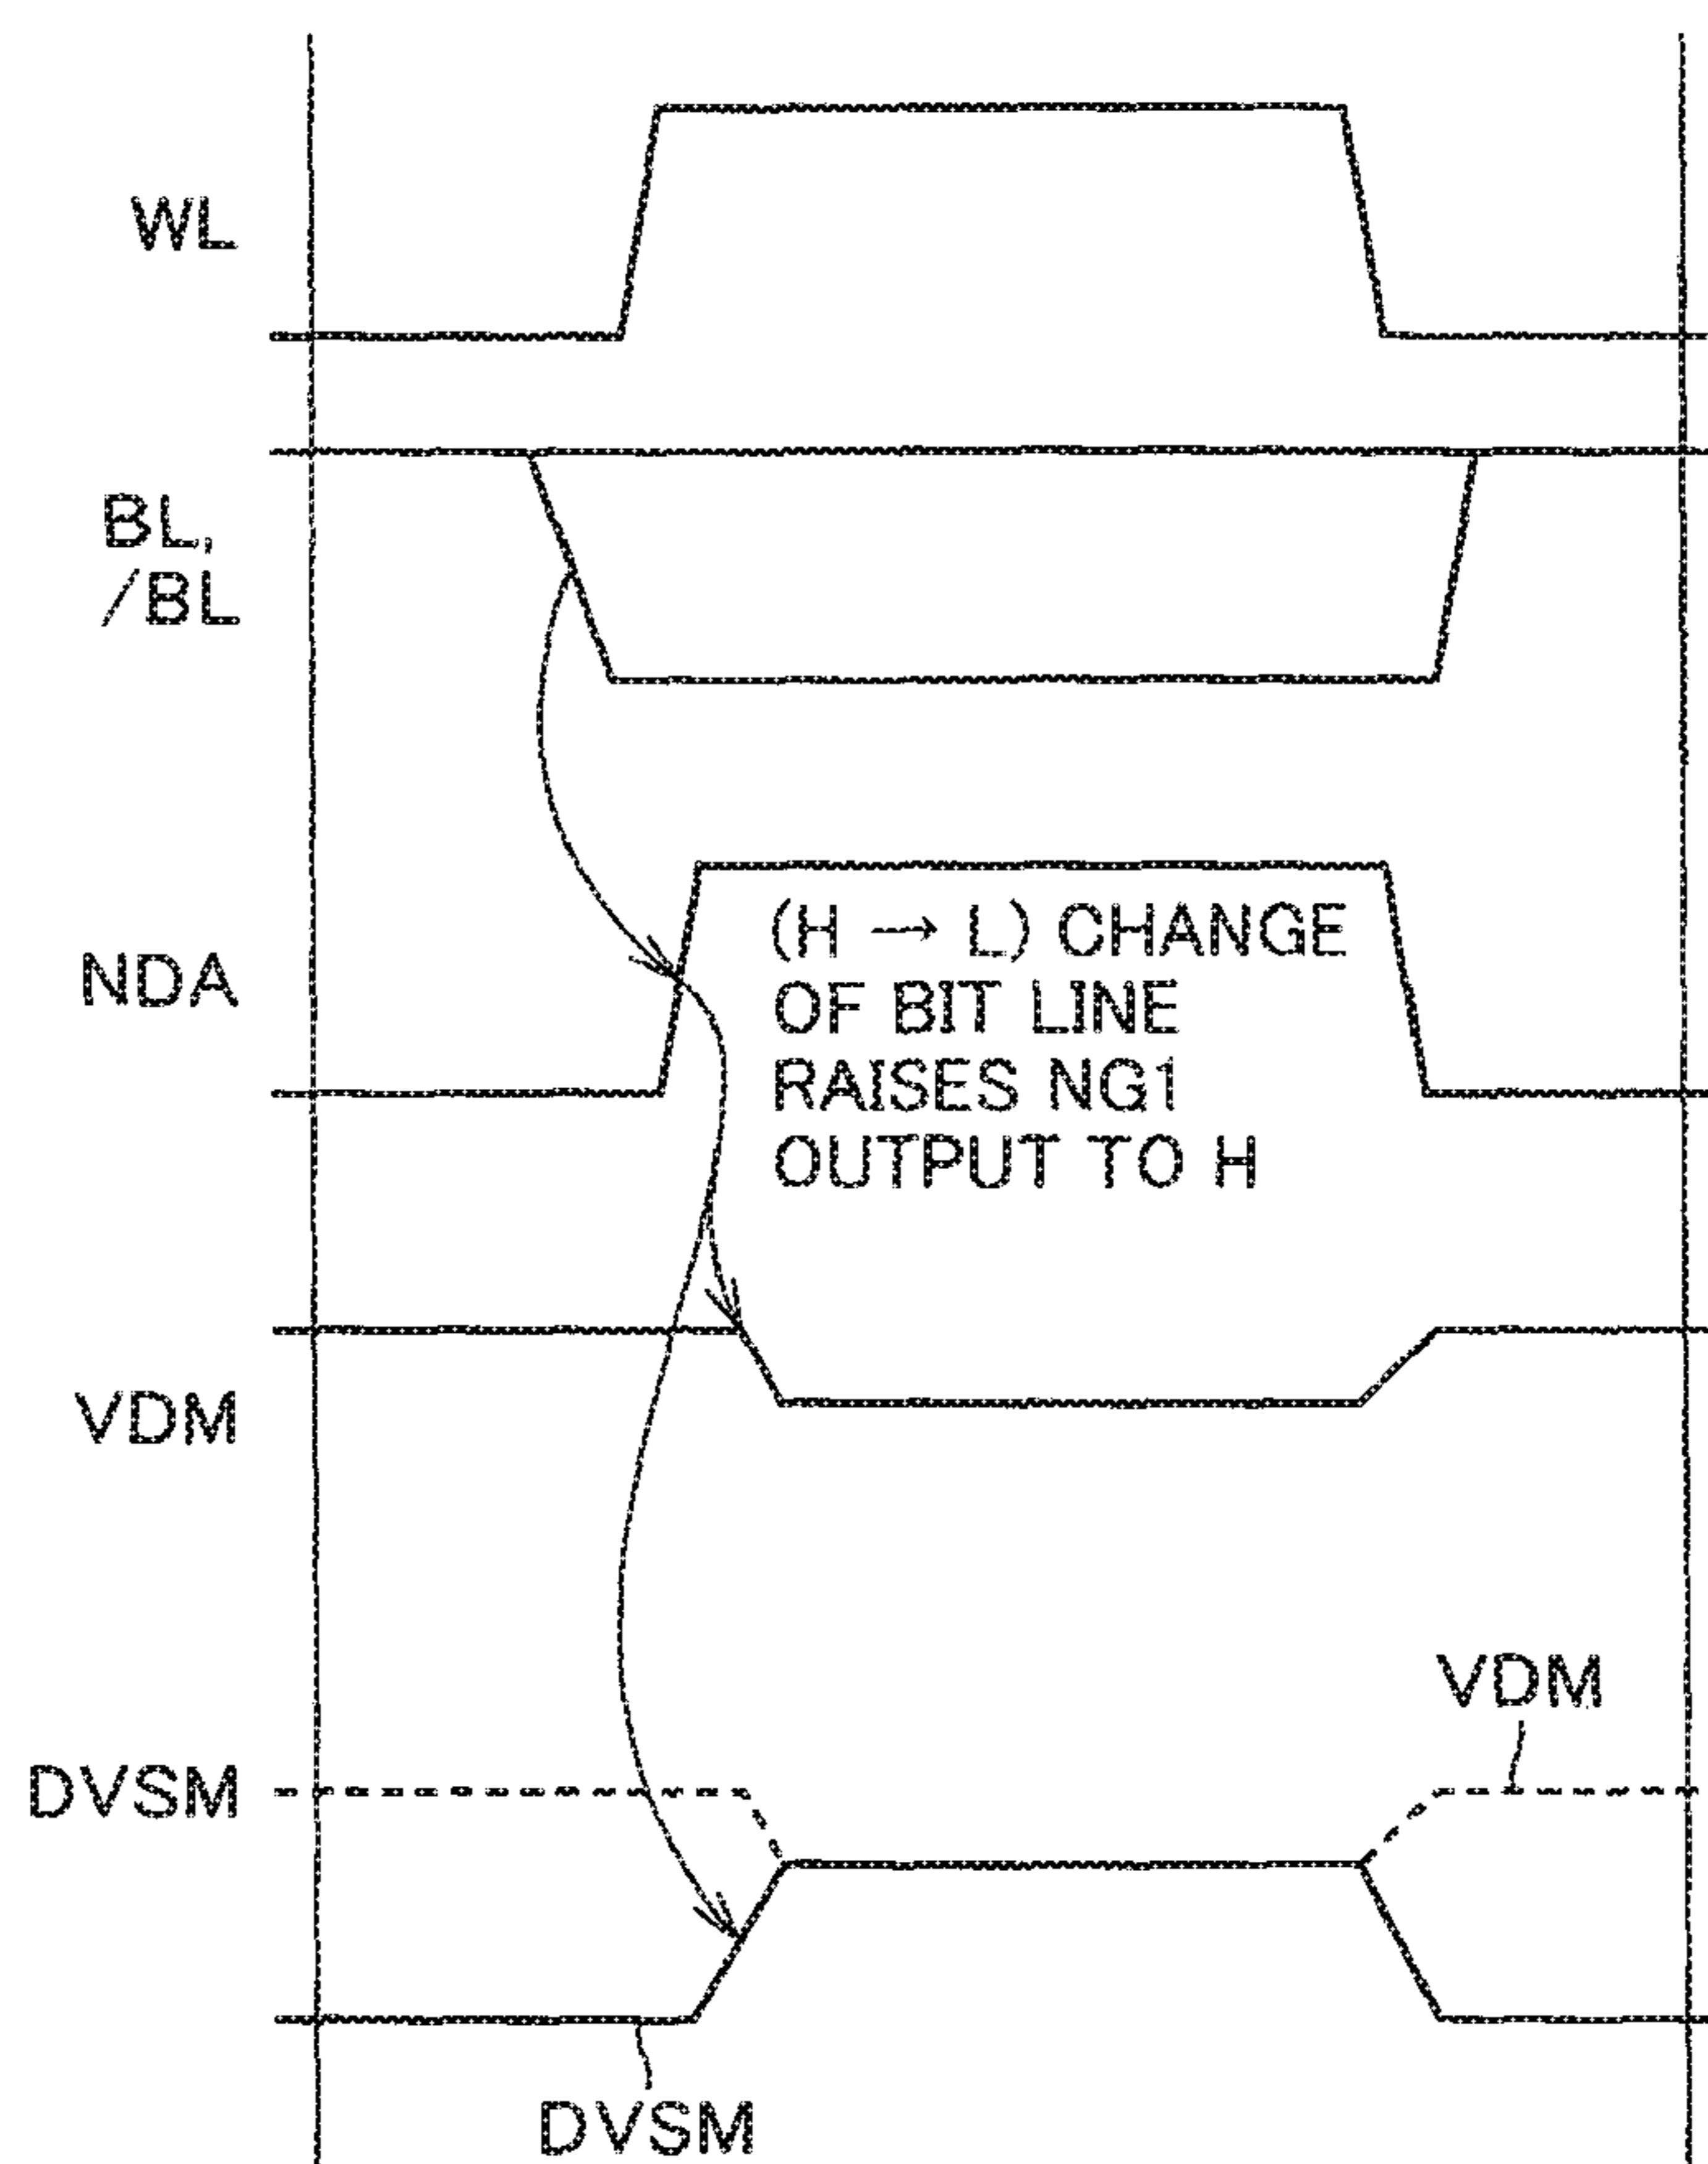 WL
BL,
/BL
NDA
(H → L) CHANGE
OF BIT LINE
RAISES NG1
OUTPUT TO H
VDM
VDM
DVSM
DVSM